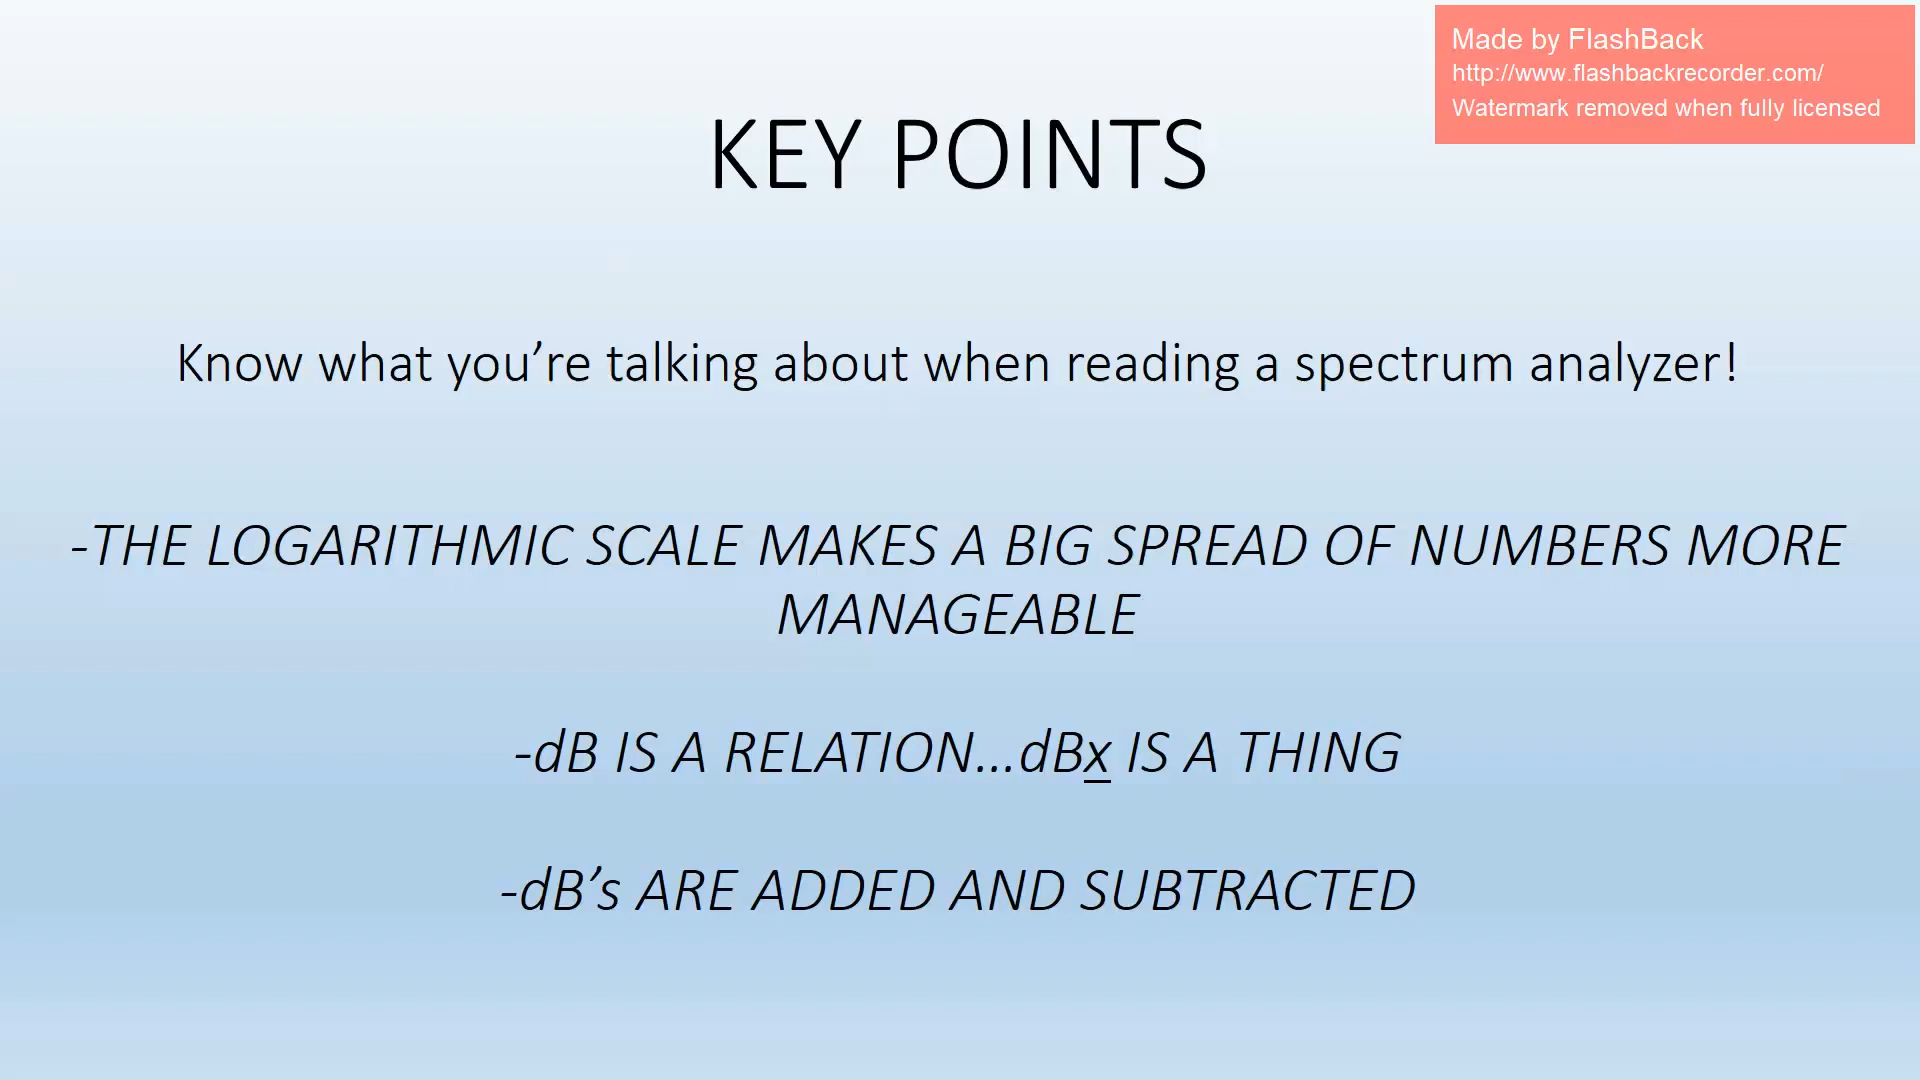 Made by FlashBack
http://www.flashbackrecorder.com/
Watermark removed when fully licensed
KEY POINTS
Know what you’re talking about when reading a spectrum analyzer!
-THE LOGARITHMIC SCALE MAKES A BIG SPREAD OF NUMBERS MORE
MANAGEABLE
-dB IS A RELATION…dBx IS A THING
-dB’s ARE ADDED AND SUBTRACTED